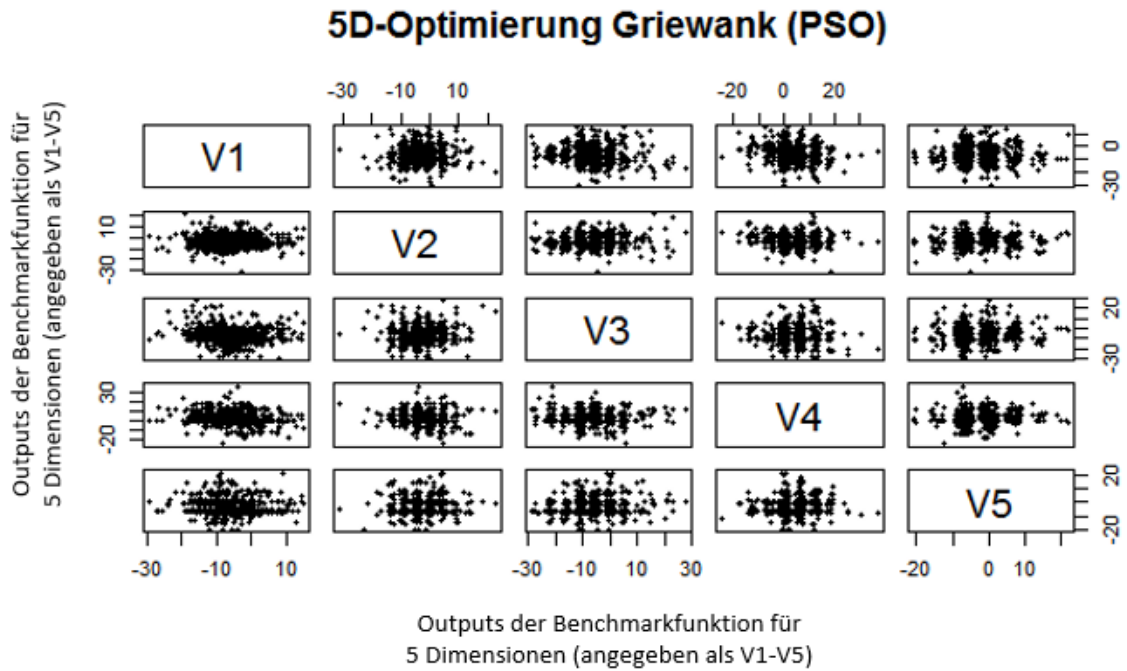 5D-Optimierung Griewank (PSO)
Outputs der Benchmarkfunktion für
5 Dimensionen (angegeben als V1-V5)
-30 -10 10
-20 0 20
V1
0
-30
10
-30
V2
V3
20
-30
30
-20
V4
V5
20
-20
-30 -10 10
-30 -10 10 30
-20 0 10
Outputs der Benchmarkfunktion für
5 Dimensionen (angegeben als V1-V5)